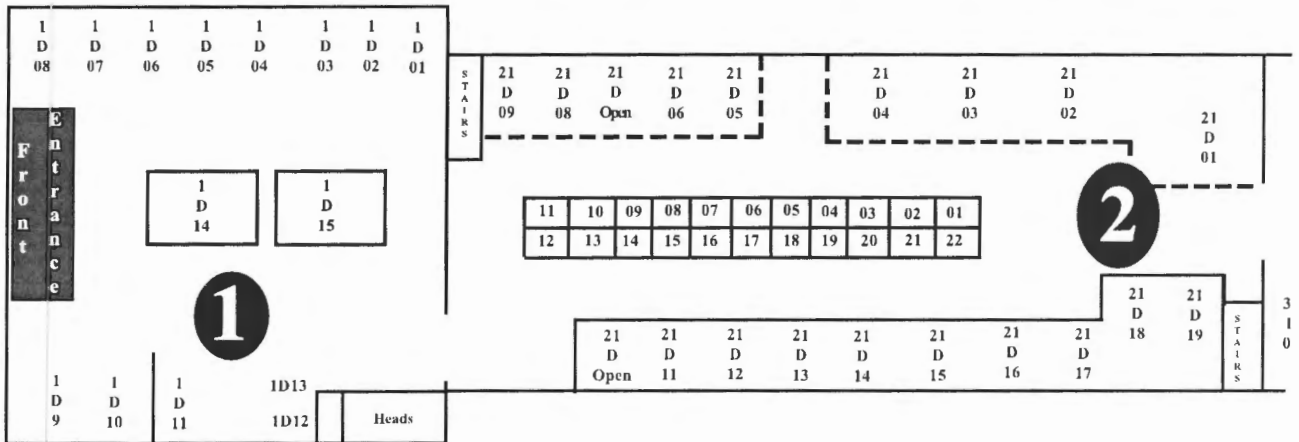 1 D 08
1 D 07
1 D 06
1 D 05
1 D 04
1 D 03
1 D 02
1 D 01
Front
Entrance
1 D 14
1 D 15
1
1 D 9
1 D 10
1 D 11
1D13
1D12
Heads
STAIRS
21 D 09
21 D 08
21 D Open
21 D 06
21 D 05
21 D 04
21 D 03
21 D 02
21 D 01
11 10 09 08 07 06 05 04 03 02 01
12 13 14 15 16 17 18 19 20 21 22
2
21 D Open
21 D 11
21 D 12
21 D 13
21 D 14
21 D 15
21 D 16
21 D 17
21 D 18
21 D 19
STAIRS
310